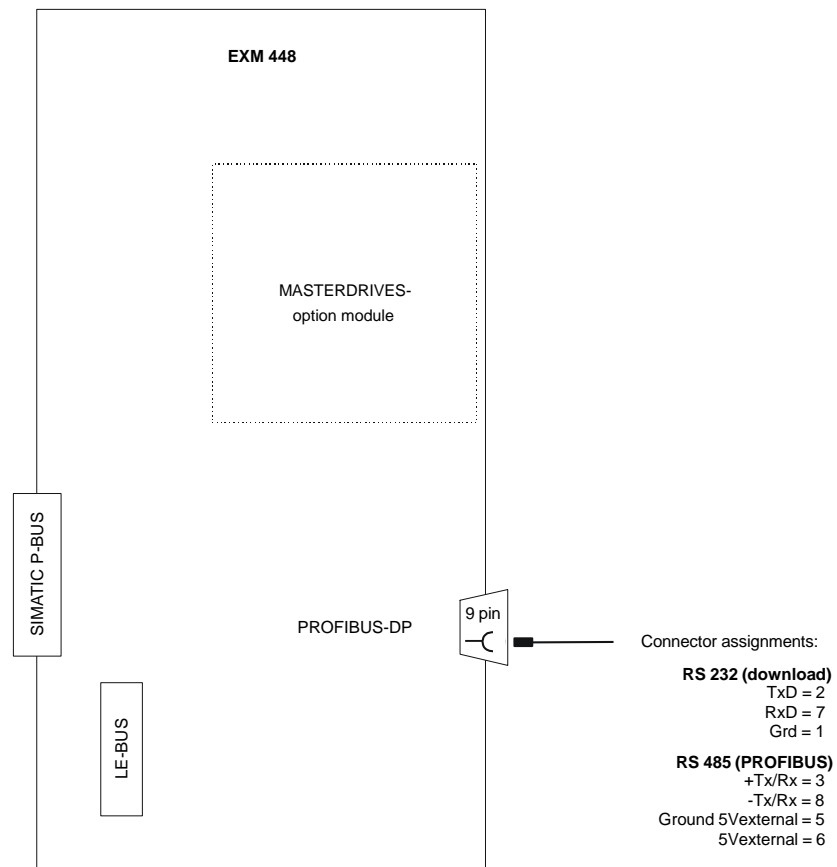 EXM 448
MASTERDRIVES-
option module
SIMATIC P-BUS
PROFIBUS-DP
9 pin
LE-BUS
Connector assignments:
RS 232 (download)
TxD = 2
RxD = 7
Grd = 1
RS 485 (PROFIBUS)
+Tx/Rx = 3
-Tx/Rx = 8
Ground 5Vexternal = 5
5Vexternal = 6